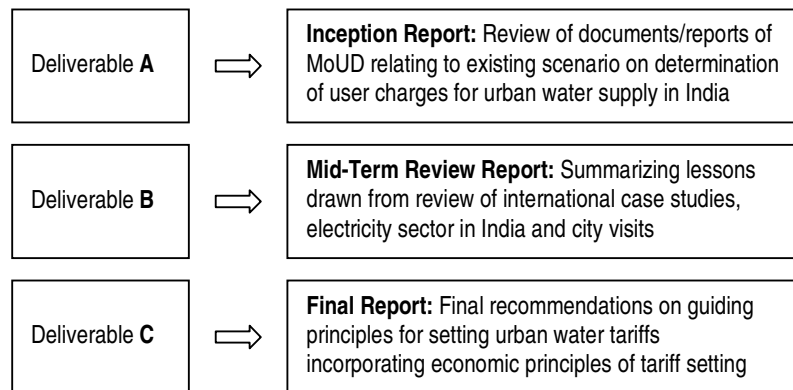 Deliverable A
Inception Report: Review of documents/reports of
MoUD relating to existing scenario on determination
of user charges for urban water supply in India
Deliverable B
Mid-Term Review Report: Summarizing lessons
drawn from review of international case studies,
electricity sector in India and city visits
Deliverable C
Final Report: Final recommendations on guiding
principles for setting urban water tariffs
incorporating economic principles of tariff setting